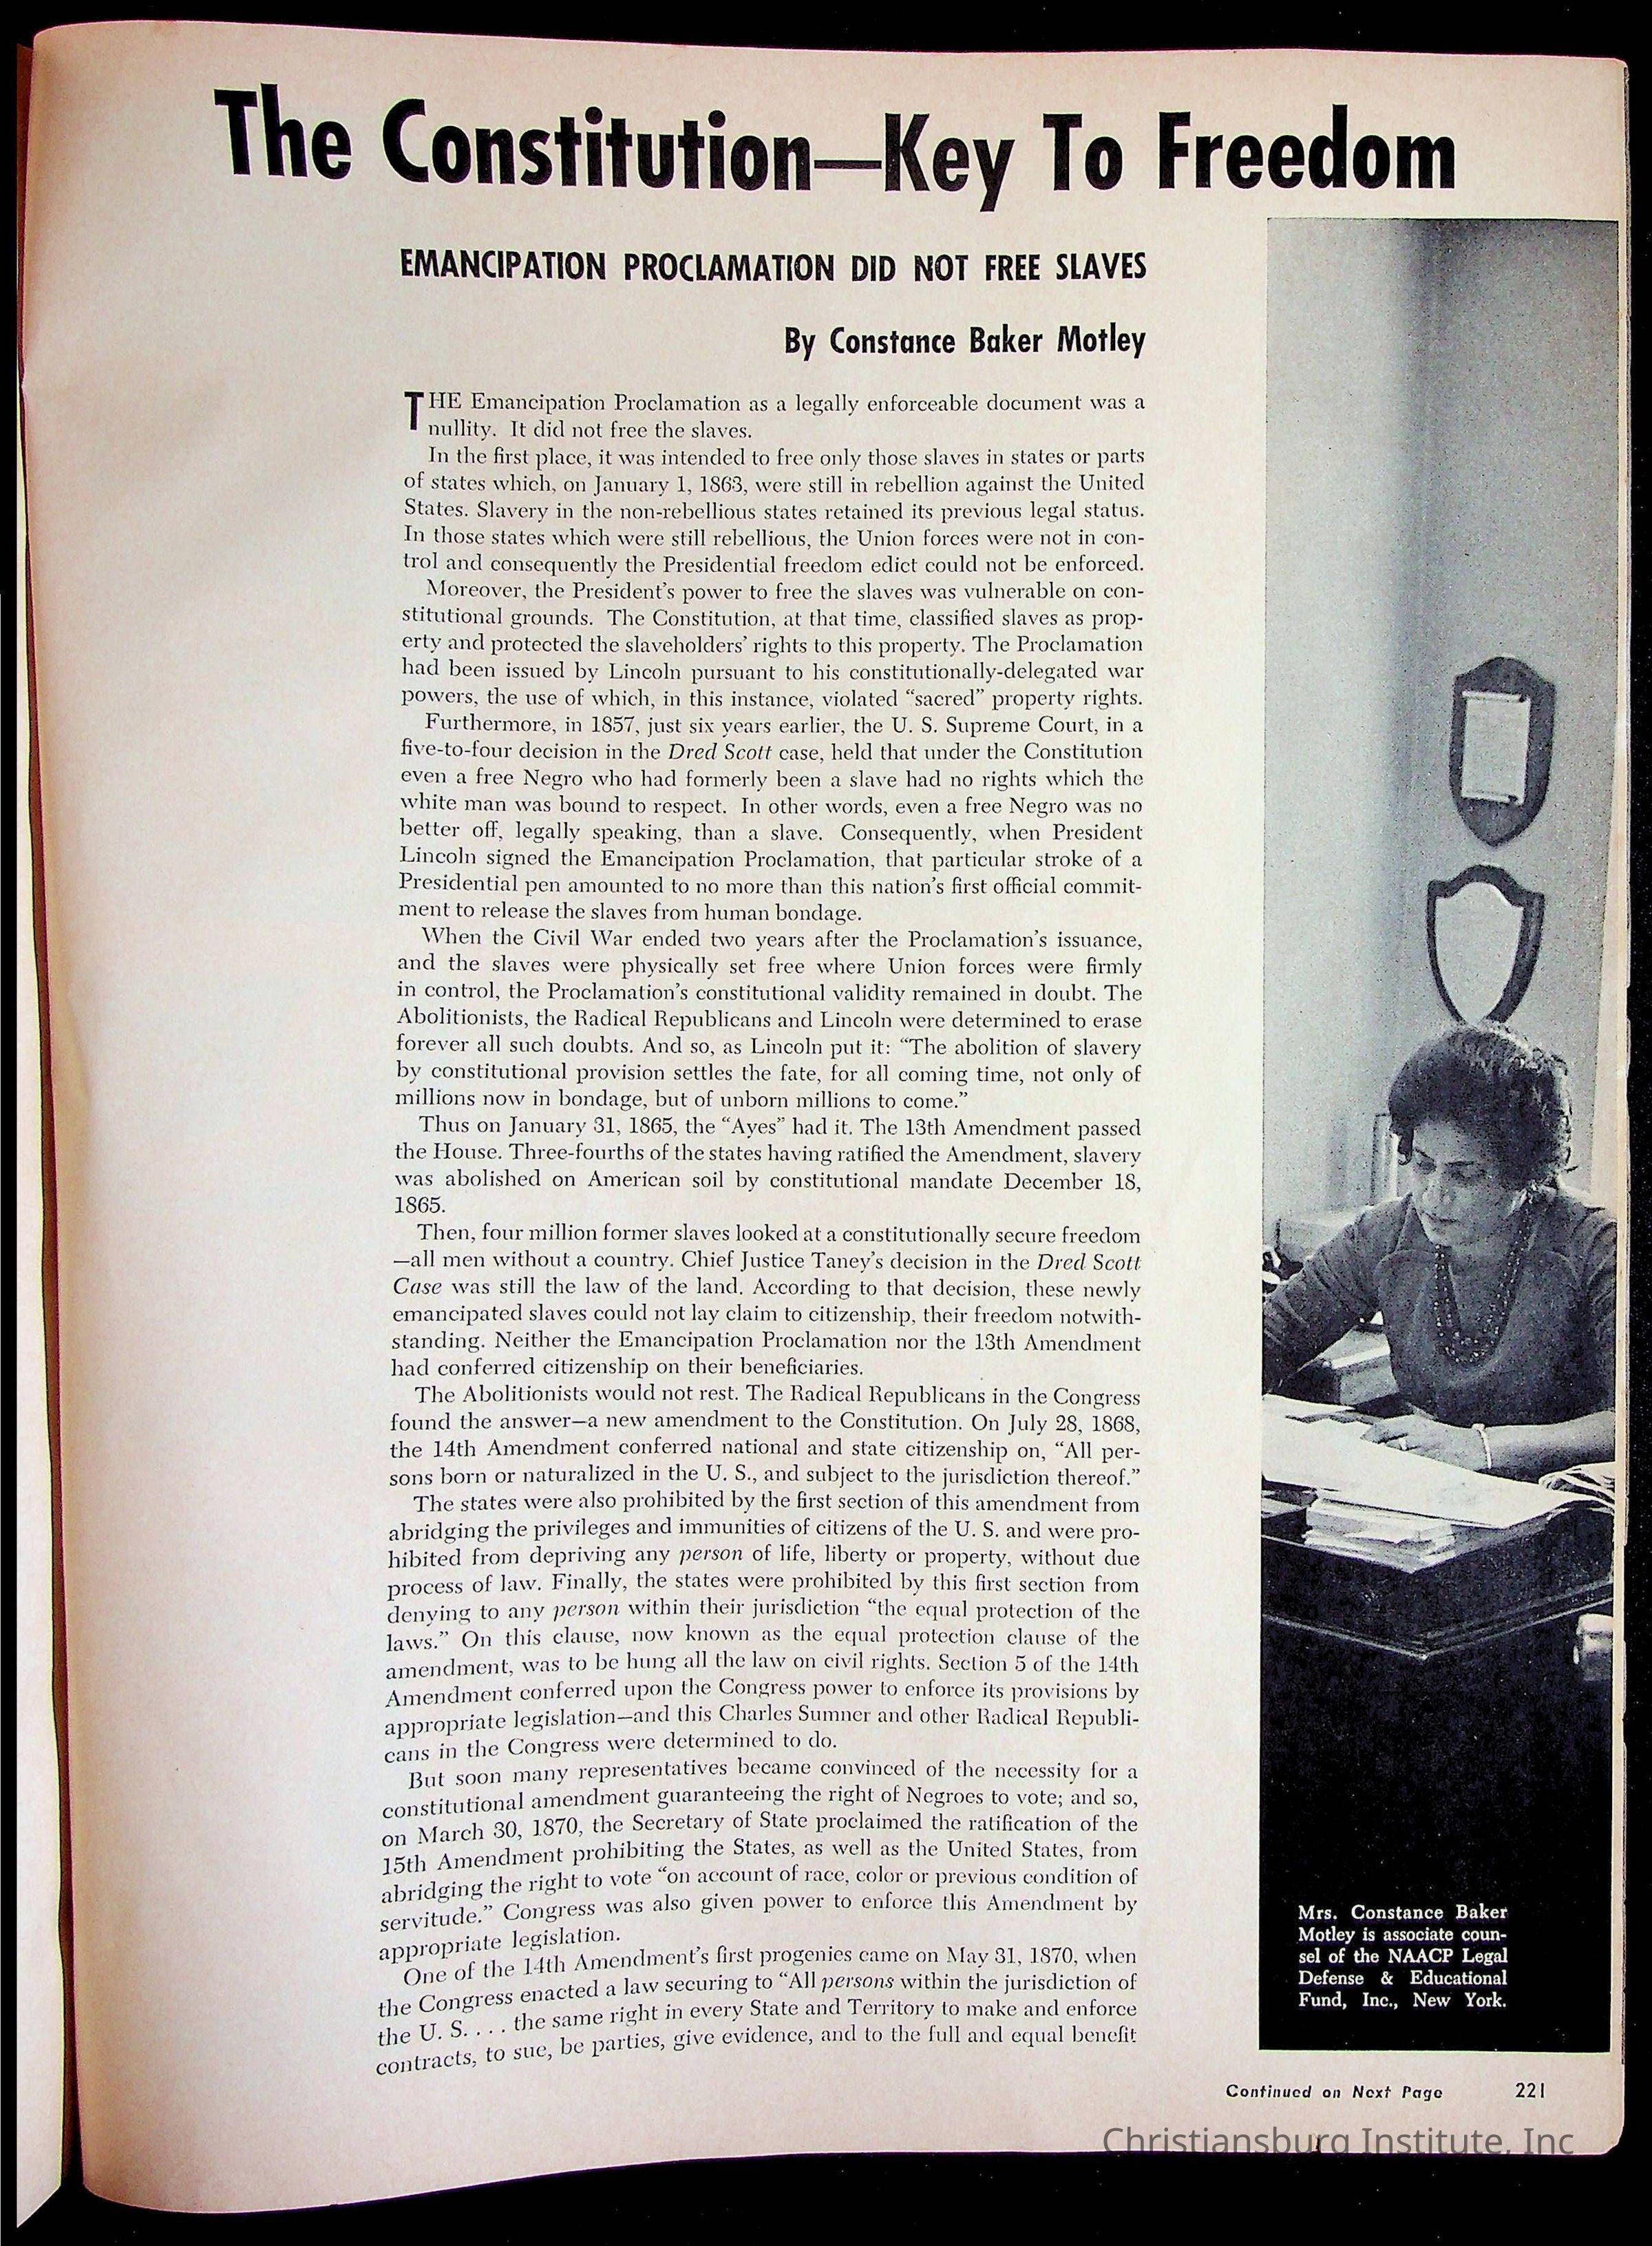 The Constitution—Key To Freedom
EMANCIPATION PROCLAMATION DID NOT FREE SLAVES
By Constance Baker Motley
THE Emancipation Proclamation as a legally enforceable document was a
nullity. It did not free the slaves.
In the first place, it was intended to free only those slaves in states or parts
of states which, on January 1, 1863, were still in rebellion against the United
States. Slavery in the non-rebellious states retained its previous legal status.
In those states which were still rebellious, the Union forces were not in con-
trol and consequently the Presidential freedom edict could not be enforced.
Moreover, the President's power to free the slaves was vulnerable on con-
stitutional grounds. The Constitution, at that time, classified slaves as prop-
erty and protected the slaveholders' rights to this property. The Proclamation
had been issued by Lincoln pursuant to his constitutionally-delegated war
powers, the use of which, in this instance, violated "sacred" property rights.
Furthermore, in 1857, just six years earlier, the U. S. Supreme Court, in a
five-to-four decision in the Dred Scott case, held that under the Constitution
even a free Negro who had formerly been a slave had no rights which the
white man was bound to respect. In other words, even a free Negro was no
better off, legally speaking, than a slave. Consequently, when President
Lincoln signed the Emancipation Proclamation, that particular stroke of a
Presidential pen amounted to no more than this nation's first official commit-
ment to release the slaves from human bondage.
When the Civil War ended two years after the Proclamation's issuance,
and the slaves were physically set free where Union forces were firmly
in control, the Proclamation's constitutional validity remained in doubt. The
Abolitionists, the Radical Republicans and Lincoln were determined to erase
forever all such doubts. And so, as Lincoln put it: "The abolition of slavery
by constitutional provision settles the fate, for all coming time, not only of
millions now in bondage, but of unborn millions to come."
Thus on January 31, 1865, the "Ayes" had it. The 13th Amendment passed
the House. Three-fourths of the states having ratified the Amendment, slavery
was abolished on American soil by constitutional mandate December 18,
1865.
Then, four million former slaves looked at a constitutionally secure freedom
—all men without a country. Chief Justice Taney's decision in the Dred Scott
Case was still the law of the land. According to that decision, these newly
emancipated slaves could not lay claim to citizenship, their freedom notwith-
standing. Neither the Emancipation Proclamation nor the 13th Amendment
had conferred citizenship on their beneficiaries.
The Abolitionists would not rest. The Radical Republicans in the Congress
found the answer—a new amendment to the Constitution. On July 28, 1868,
the 14th Amendment conferred national and state citizenship on, "All per-
sons born or naturalized in the U. S., and subject to the jurisdiction thereof."
The states were also prohibited by the first section of this amendment from
abridging the privileges and immunities of citizens of the U. S. and were pro-
hibited from depriving any person of life, liberty or property, without due
process of law. Finally, the states were prohibited by this first section from
denying to any person within their jurisdiction "the equal protection of the
laws." On this clause, now known as the equal protection clause of the
amendment, was to be hung all the law on civil rights. Section 5 of the 14th
Amendment conferred upon the Congress power to enforce its provisions by
appropriate legislation—and this Charles Sumner and other Radical Republi-
cans in the Congress were determined to do.
But soon many representatives became convinced of the necessity for a
constitutional amendment guaranteeing the right of Negroes to vote; and so,
on March 30, 1870, the Secretary of State proclaimed the ratification of the
15th Amendment prohibiting the States, as well as the United States, from
abridging the right to vote "on account of race, color or previous condition of
servitude." Congress was also given power to enforce this Amendment by
appropriate legislation.
One of the 14th Amendment's first progenies came on May 31, 1870, when
the Congress enacted a law securing to "All persons within the jurisdiction of
the U. S. . . . the same right in every State and Territory to make and enforce
contracts, to sue, be parties, give evidence, and to the full and equal benefit
Mrs. Constance Baker
Motley is associate coun-
sel of the NAACP Legal
Defense & Educational
Fund, Inc., New York.
Continued on Next Page 221
Christiansburg Institute, Inc